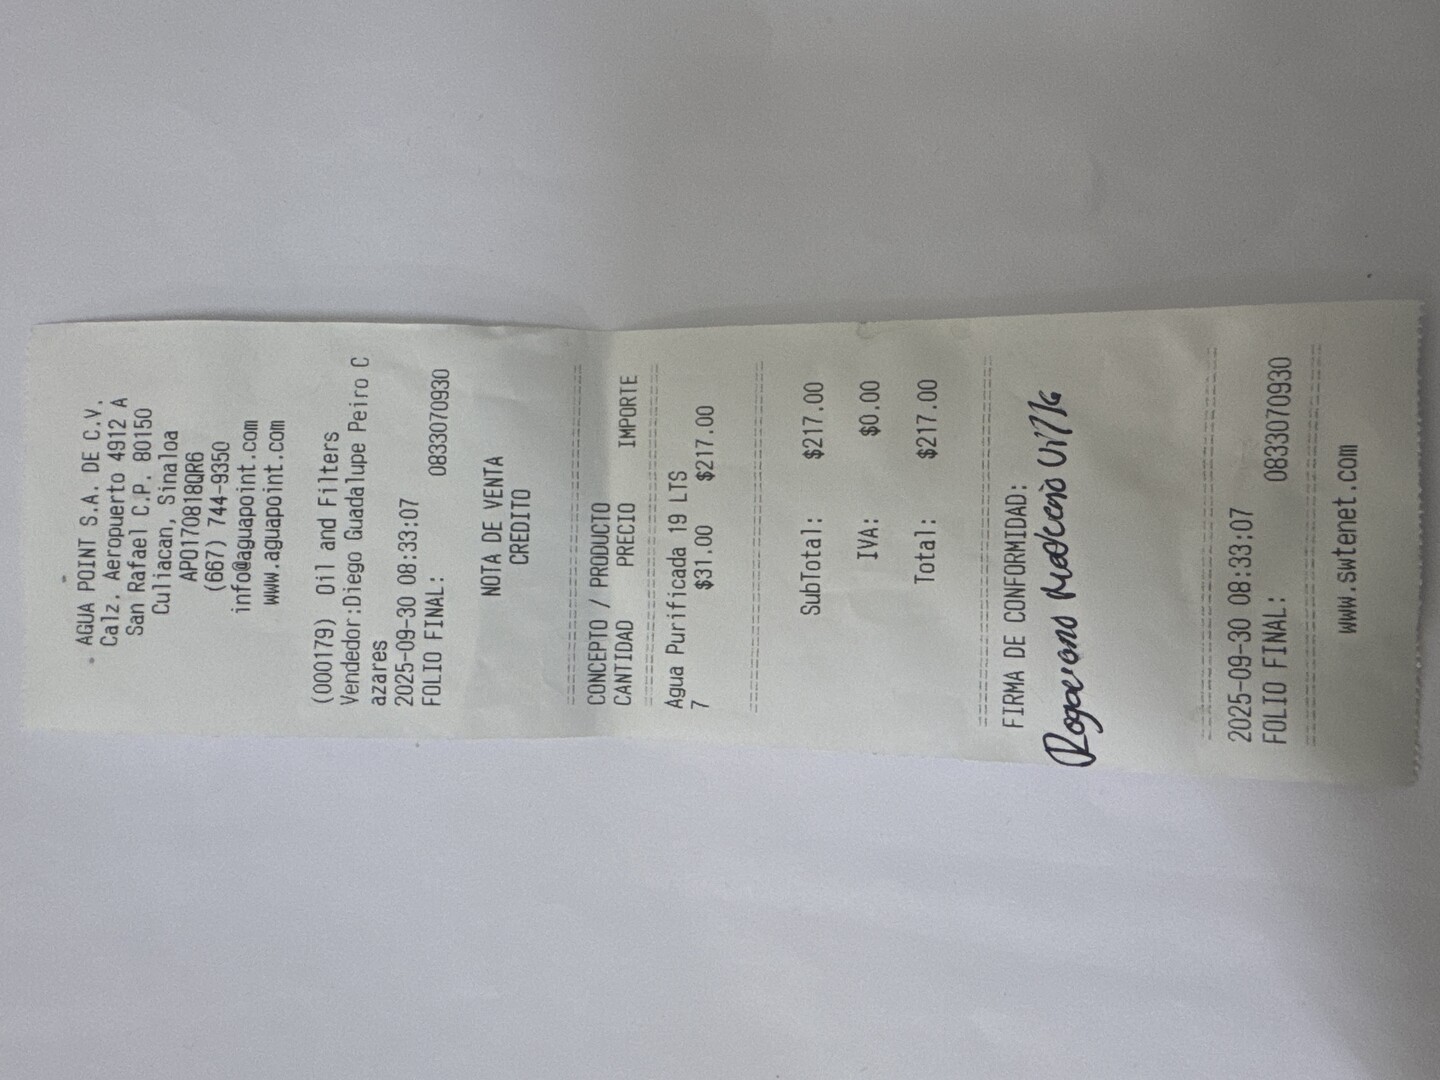 AGUA POINT S.A. DE C.V.
Calz. Aeropuerto 4912 A
San Rafael C.P. 80150
Culiacan, Sinaloa
APO170818QR6
(667) 744-9350
info@aguapoint.com
www.aguapoint.com
(000179) Oil and Filters
Vendedor:Diego Guadalupe Peiro C
azares
2025-09-30 08:33:07
FOLIO FINAL: 0833070930
NOTA DE VENTA
CREDITO
CONCEPTO / PRODUCTO
CANTIDAD PRECIO IMPORTE
Agua Purificada 19 LTS
7 $31.00 $217.00
SubTotal: $217.00
IVA: $0.00
Total: $217.00
FIRMA DE CONFORMIDAD:
2025-09-30 08:33:07
FOLIO FINAL: 0833070930
www.swtenet.com